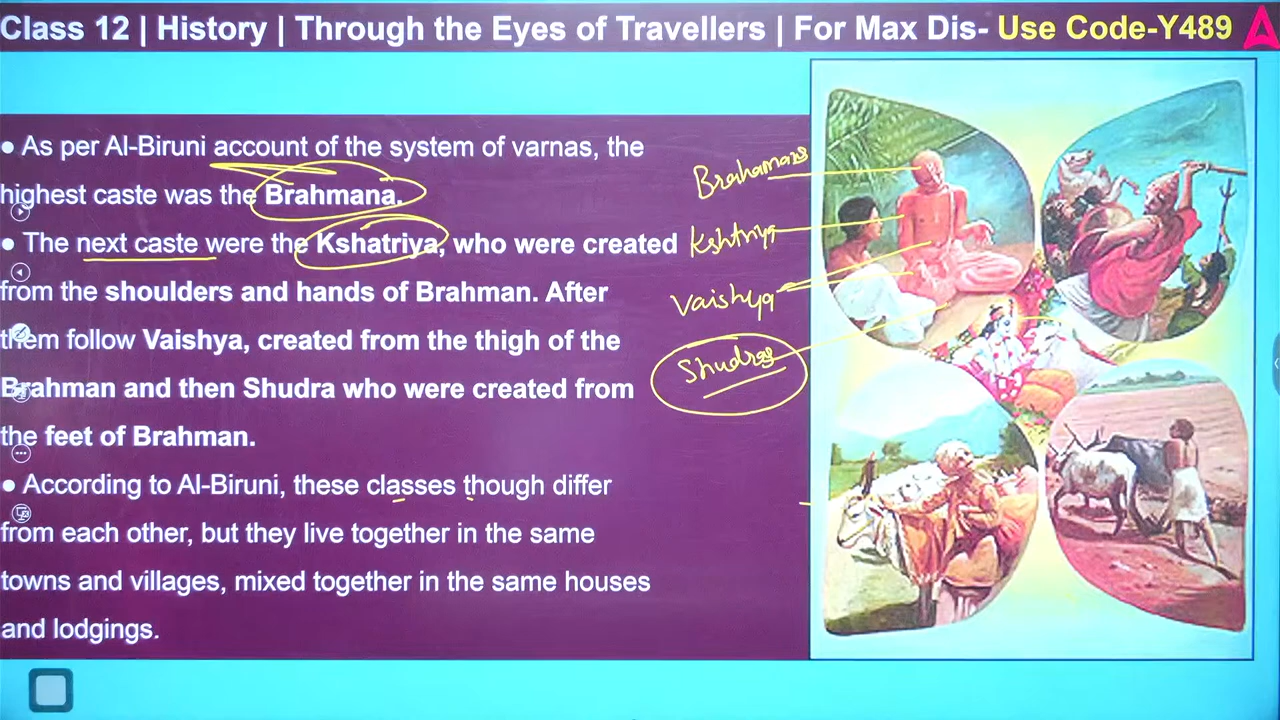 Class 12 | History | Through the Eyes of Travellers | For Max Dis- Use Code-Y489
● As per Al-Biruni account of the system of varnas, the
highest caste was the Brahmana.
● The next caste were the Kshatriya, who were created
from the shoulders and hands of Brahman. After
them follow Vaishya, created from the thigh of the
Brahman and then Shudra who were created from
the feet of Brahman.
● According to Al-Biruni, these classes though differ
from each other, but they live together in the same
towns and villages, mixed together in the same houses
and lodgings.
Brahamans
Kshtriya
Vaishya
Shudras